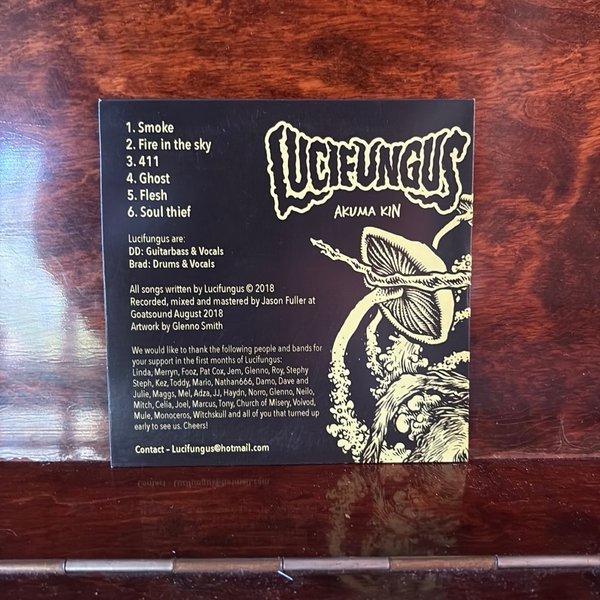 1. Smoke
2. Fire in the sky
3. 411
4. Ghost
5. Flesh
6. Soul thief
LUCIFUNGUS
AKUMA KIN
Lucifungus are:
DD: Guitarbass & Vocals
Brad: Drums & Vocals
All songs written by Lucifungus © 2018
Recorded, mixed and mastered by Jason Fuller at
Goatsound August 2018
Artwork by Glenno Smith
We would like to thank the following people and bands for
your support in the first months of Lucifungus:
Linda, Merryn, Fooz, Pat Cox, Jem, Glenno, Roy, Stephy
Steph, Kez, Toddy, Mario, Nathan666, Damo, Dave and
Julie, Maggs, Mel, Adza, JJ, Haydn, Norro, Glenno, Neilo,
Mitch, Celia, Joel, Marcus, Tony, Church of Misery, Voivod,
Mule, Monoceros, Witchskull and all of you that turned up
early to see us. Cheers!
Contact – Lucifungus@hotmail.com